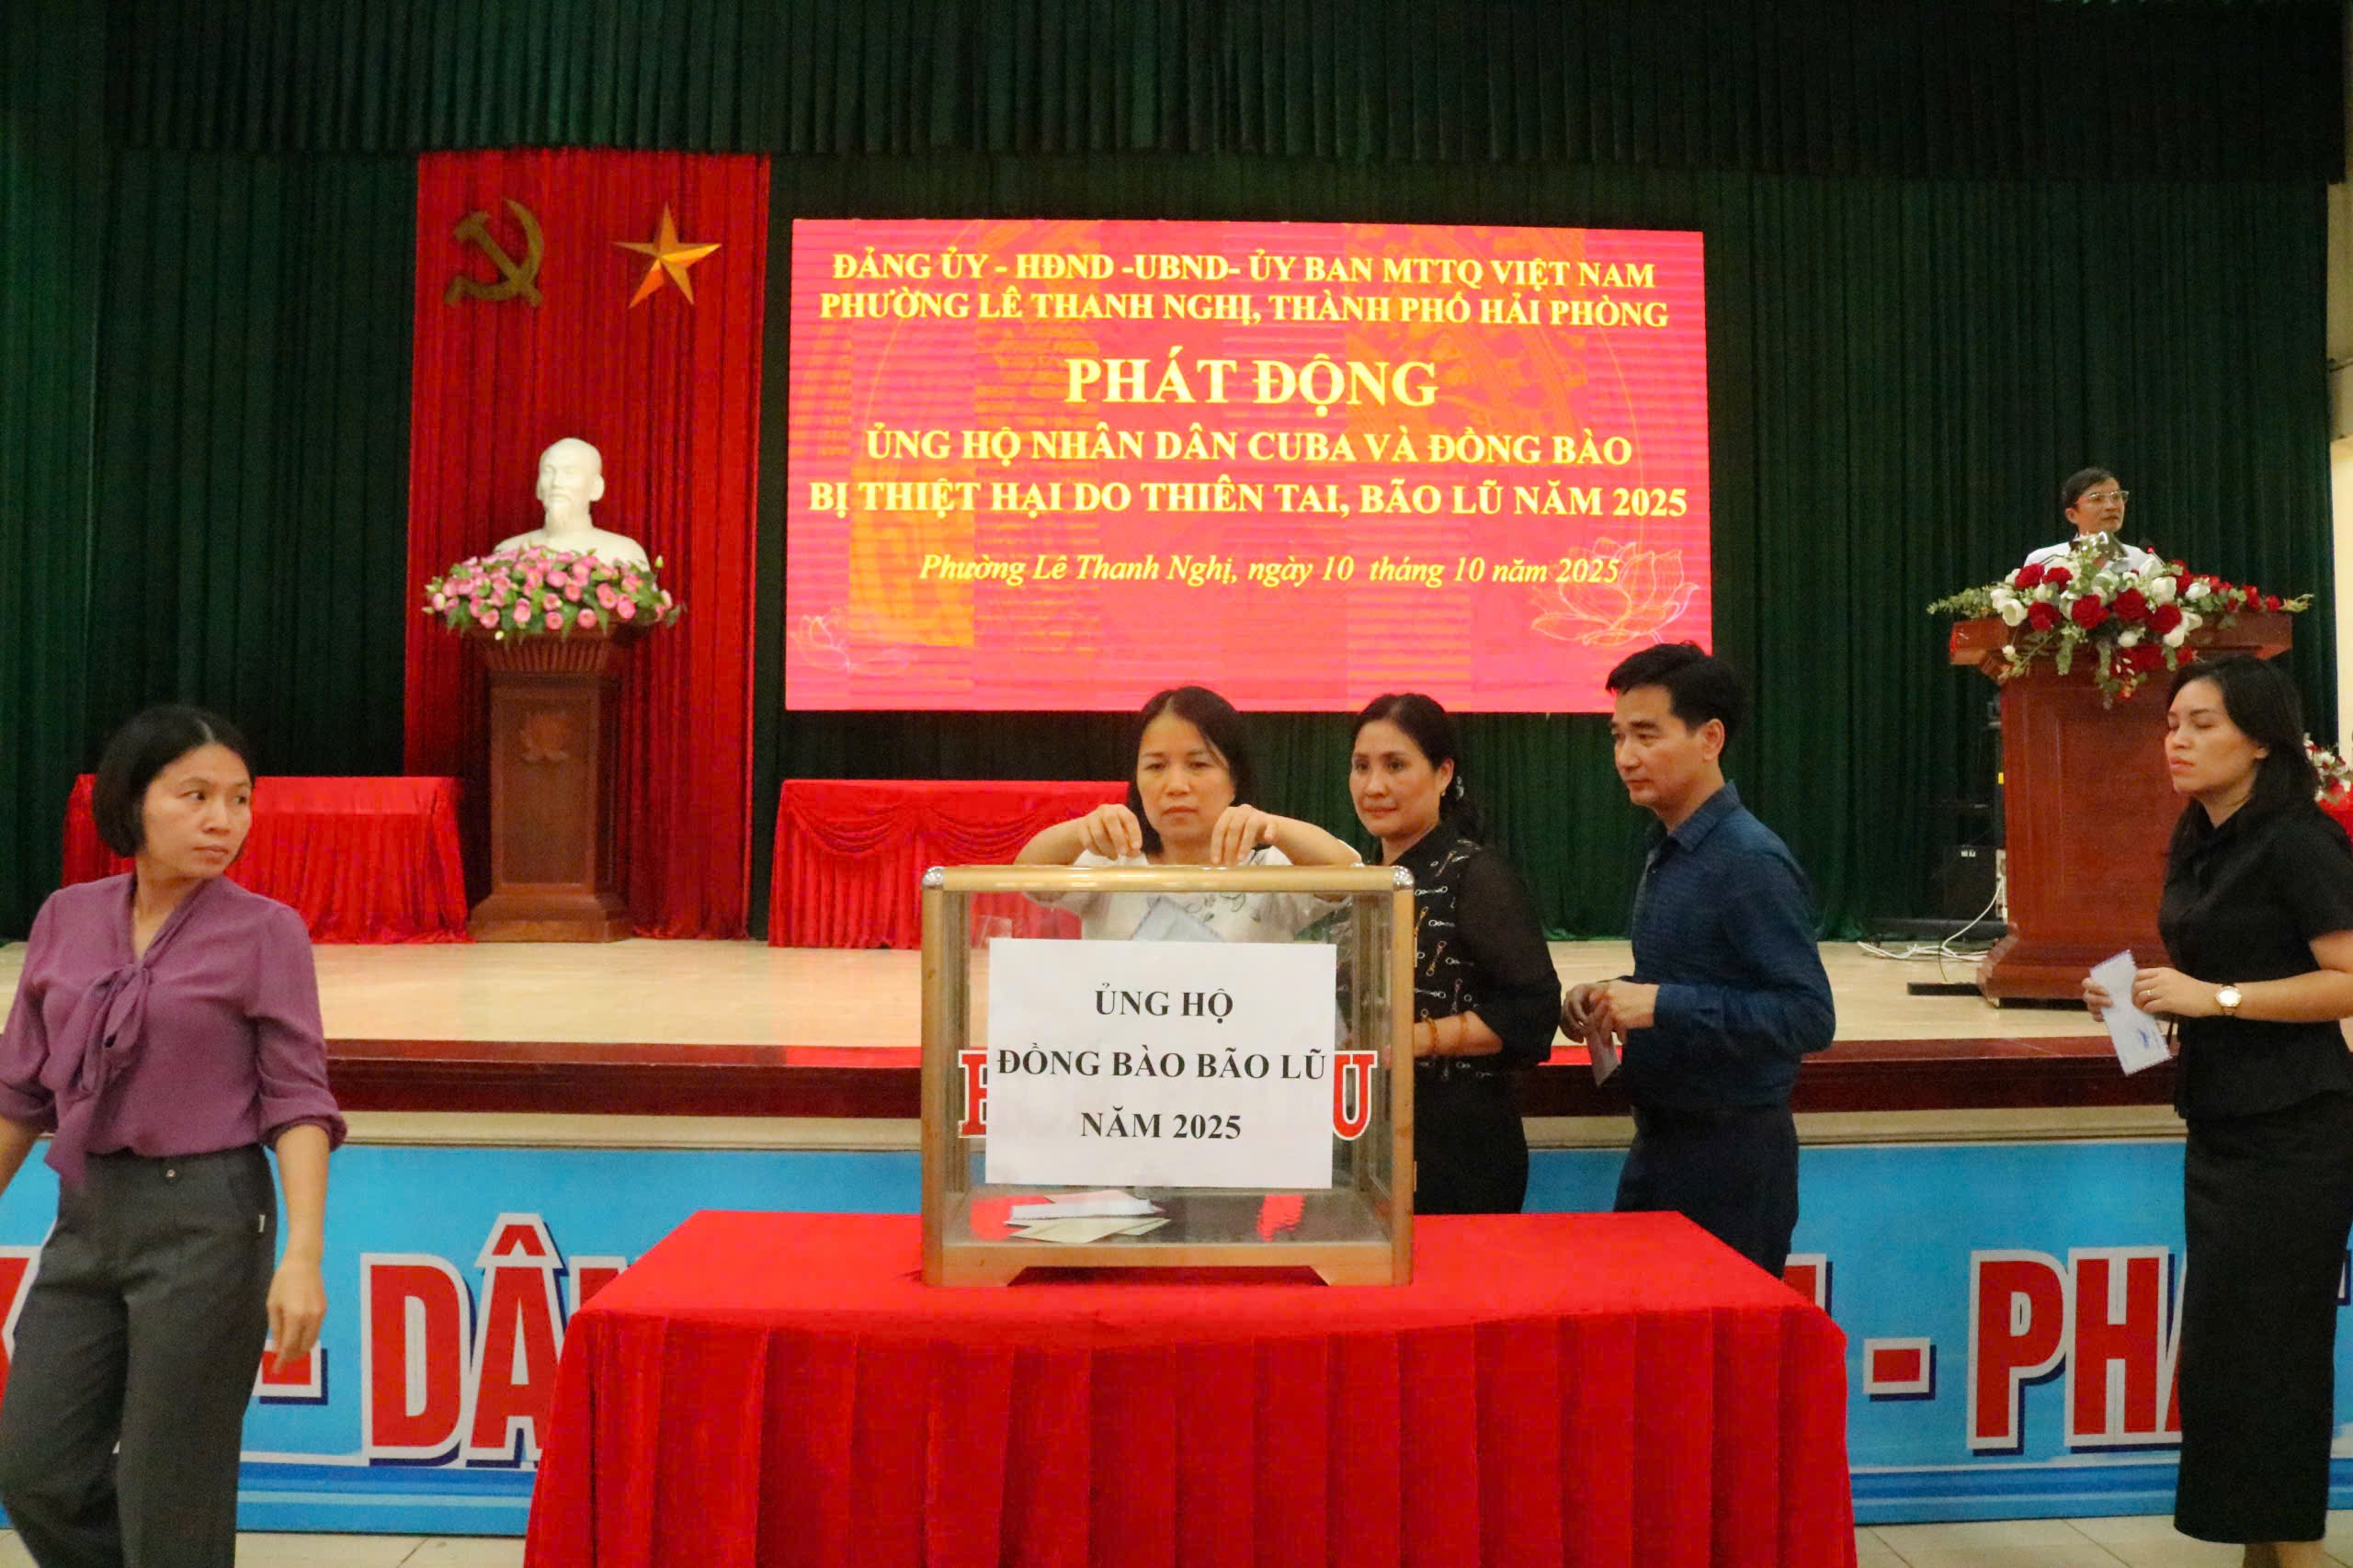 ĐẢNG ỦY - HĐND -UBND- ỦY BAN MTTQ VIỆT NAM
PHƯỜNG LÊ THANH NGHỊ, THÀNH PHỐ HẢI PHÒNG
PHÁT ĐỘNG
ỦNG HỘ NHÂN DÂN CUBA VÀ ĐỒNG BÀO
BỊ THIỆT HẠI DO THIÊN TAI, BÃO LŨ NĂM 2025
Phường Lê Thanh Nghị, ngày 10 tháng 10 năm 2025
ỦNG HỘ
ĐỒNG BÀO BÃO LŨ
NĂM 2025